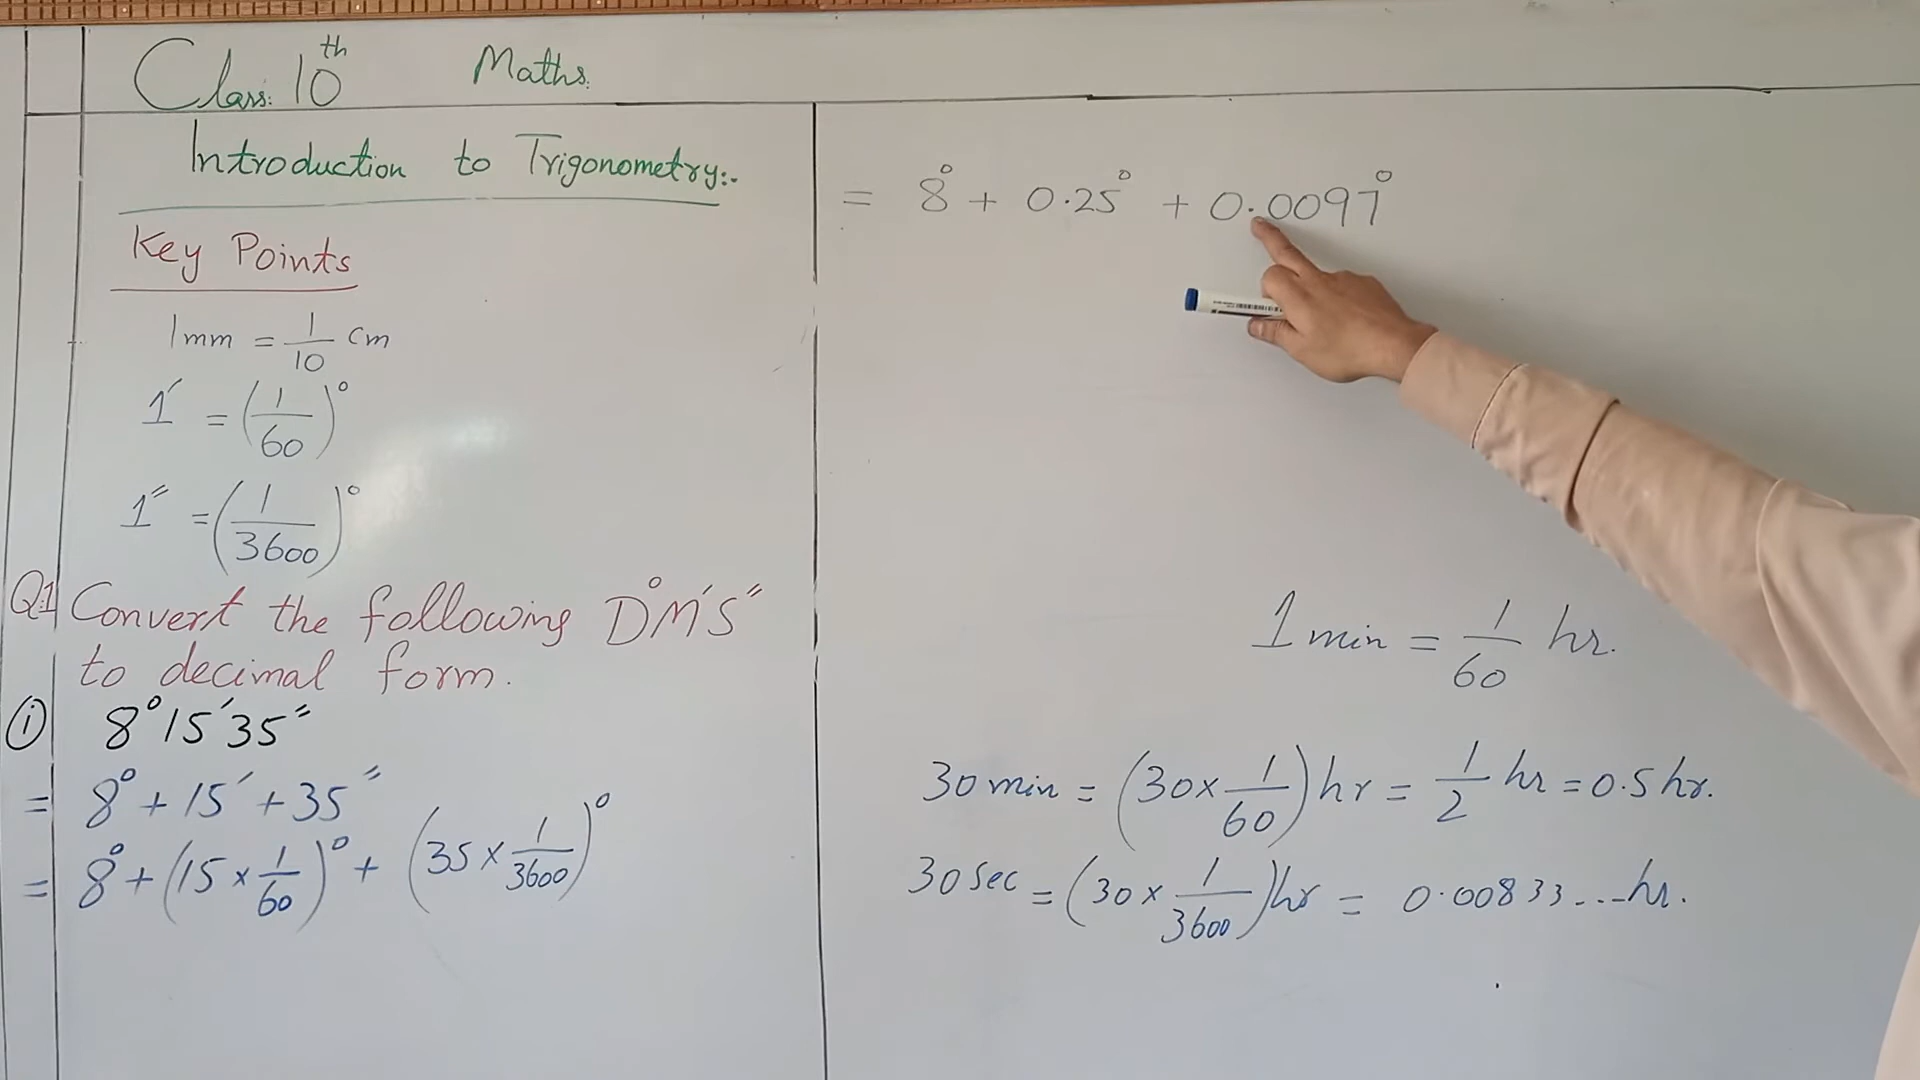 Class: 10th Maths.
Introduction to Trigonometry:-
Key Points
1mm = 1/10 cm
1′ = (1/60)°
1″ = (1/3600)°
Q:1 Convert the following D°M′S″
to decimal form.
(i) 8°15′35″
= 8° + 15′ + 35″
= 8° + (15 × 1/60)° + (35 × 1/3600)°
= 8° + 0.25° + 0.0097°
1 min = 1/60 hr.
30 min = (30 × 1/60) hr = 1/2 hr = 0.5 hr.
30 Sec = (30 × 1/3600) hr = 0.00833...hr.